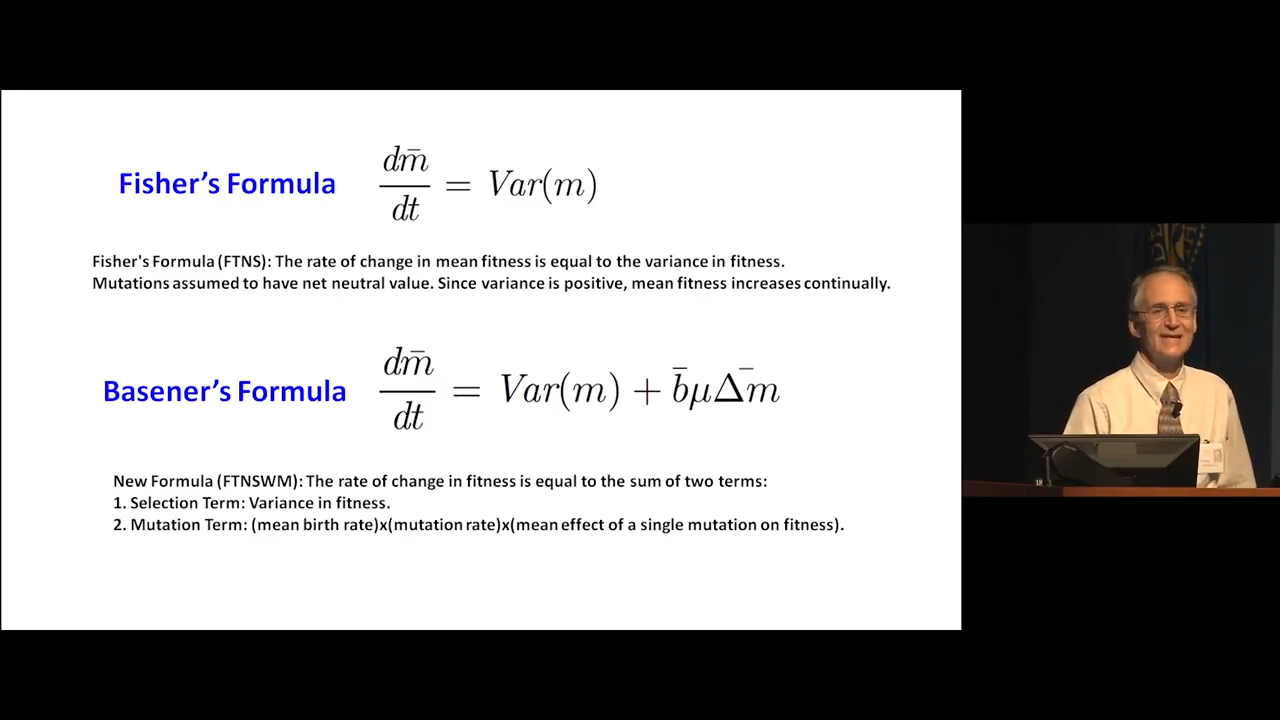 Fisher's Formula
dm̄/dt = Var(m)
Fisher's Formula (FTNS): The rate of change in mean fitness is equal to the variance in fitness.
Mutations assumed to have net neutral value. Since variance is positive, mean fitness increases continually.
Basener's Formula
dm̄/dt = Var(m) + b̄μΔ̄m
New Formula (FTNSWM): The rate of change in fitness is equal to the sum of two terms:
1. Selection Term: Variance in fitness.
2. Mutation Term: (mean birth rate)x(mutation rate)x(mean effect of a single mutation on fitness).